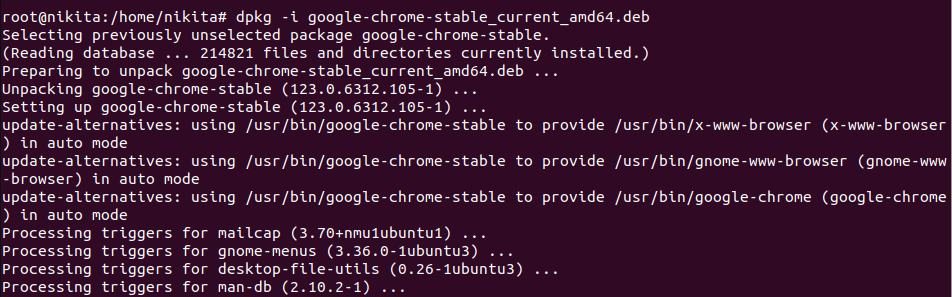 root@nikita:/home/nikita# dpkg -i google-chrome-stable_current_amd64.deb
Selecting previously unselected package google-chrome-stable.
(Reading database ... 214821 files and directories currently installed.)
Preparing to unpack google-chrome-stable_current_amd64.deb ...
Unpacking google-chrome-stable (123.0.6312.105-1) ...
Setting up google-chrome-stable (123.0.6312.105-1) ...
update-alternatives: using /usr/bin/google-chrome-stable to provide /usr/bin/x-www-browser (x-www-browser
) in auto mode
update-alternatives: using /usr/bin/google-chrome-stable to provide /usr/bin/gnome-www-browser (gnome-www
-browser) in auto mode
update-alternatives: using /usr/bin/google-chrome-stable to provide /usr/bin/google-chrome (google-chrome
) in auto mode
Processing triggers for mailcap (3.70+nmu1ubuntu1) ...
Processing triggers for gnome-menus (3.36.0-1ubuntu3) ...
Processing triggers for desktop-file-utils (0.26-1ubuntu3) ...
Processing triggers for man-db (2.10.2-1) ...